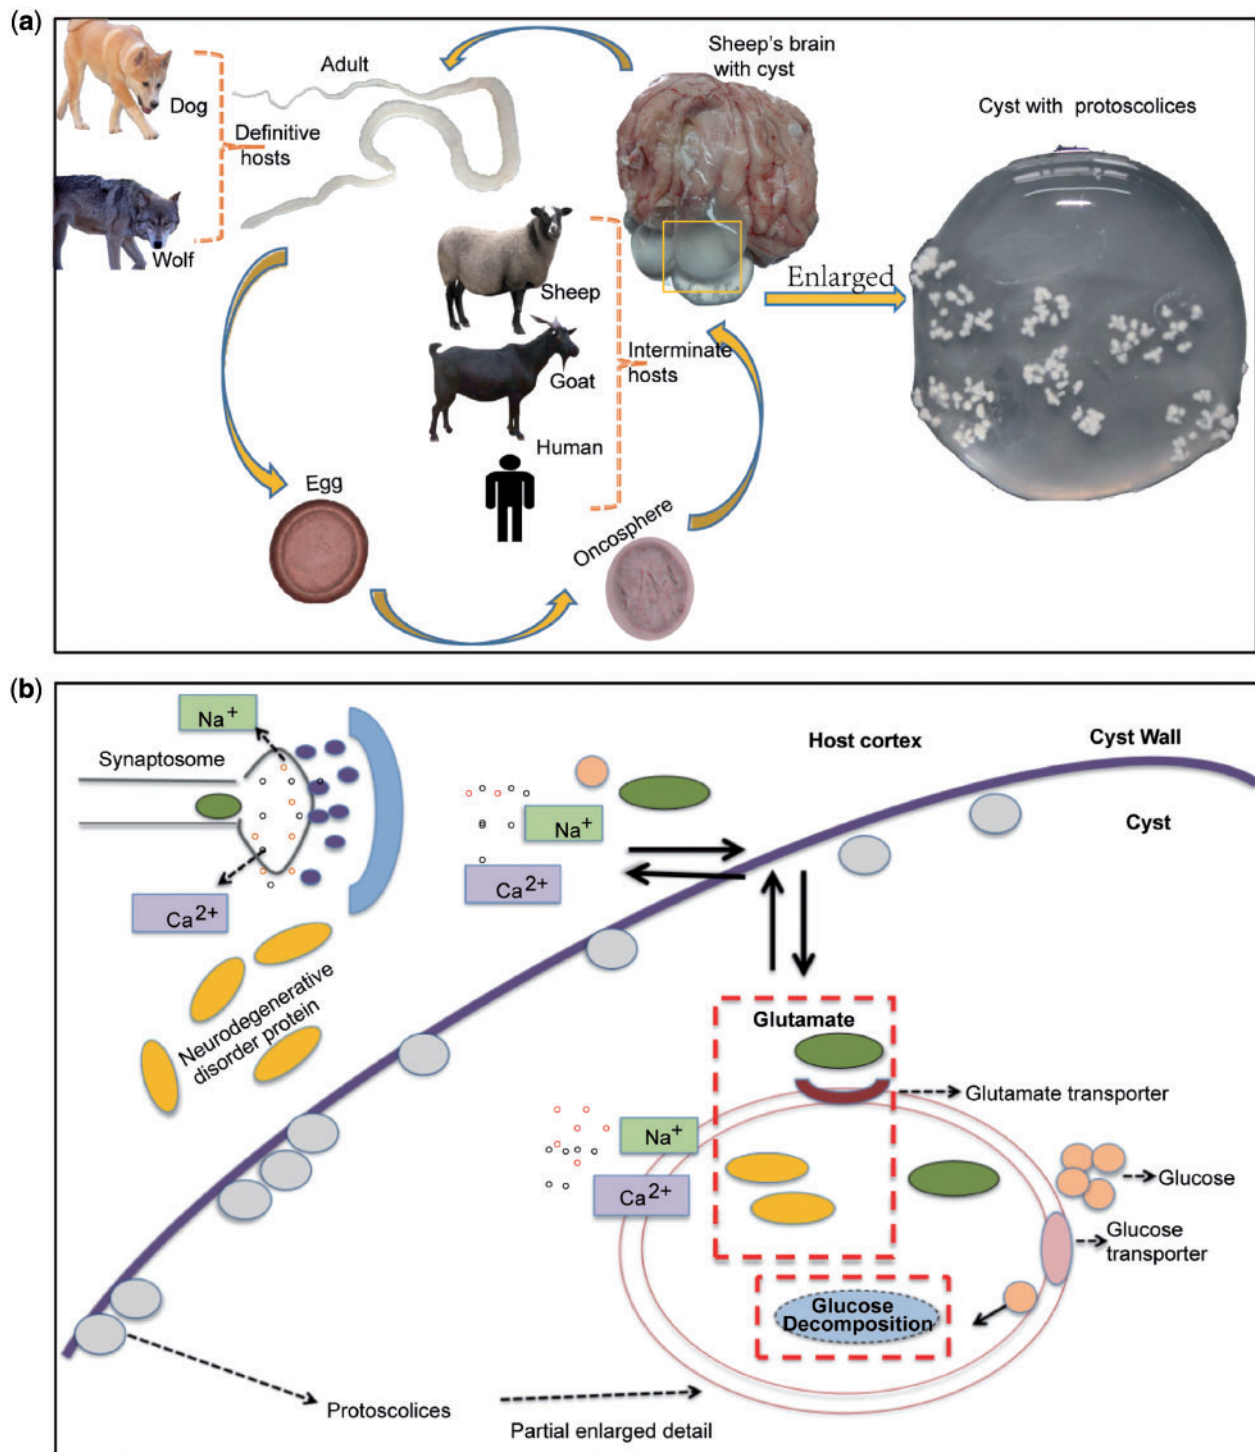 (a)
Dog
Wolf
Definitive
hosts
Adult
Sheep's brain
with cyst
Cyst with protoscolices
Enlarged
Sheep
Goat
Human
Interminate
hosts
Egg
Oncosphere
(b)
Na+
Synaptosome
Ca2+
Neurodegenerative
disorder protein
Na+
Ca2+
Host cortex
Cyst Wall
Cyst
Glutamate
Glutamate transporter
Na+
Ca2+
Glucose
Glucose
transporter
Glucose
Decomposition
Protoscolices
Partial enlarged detail